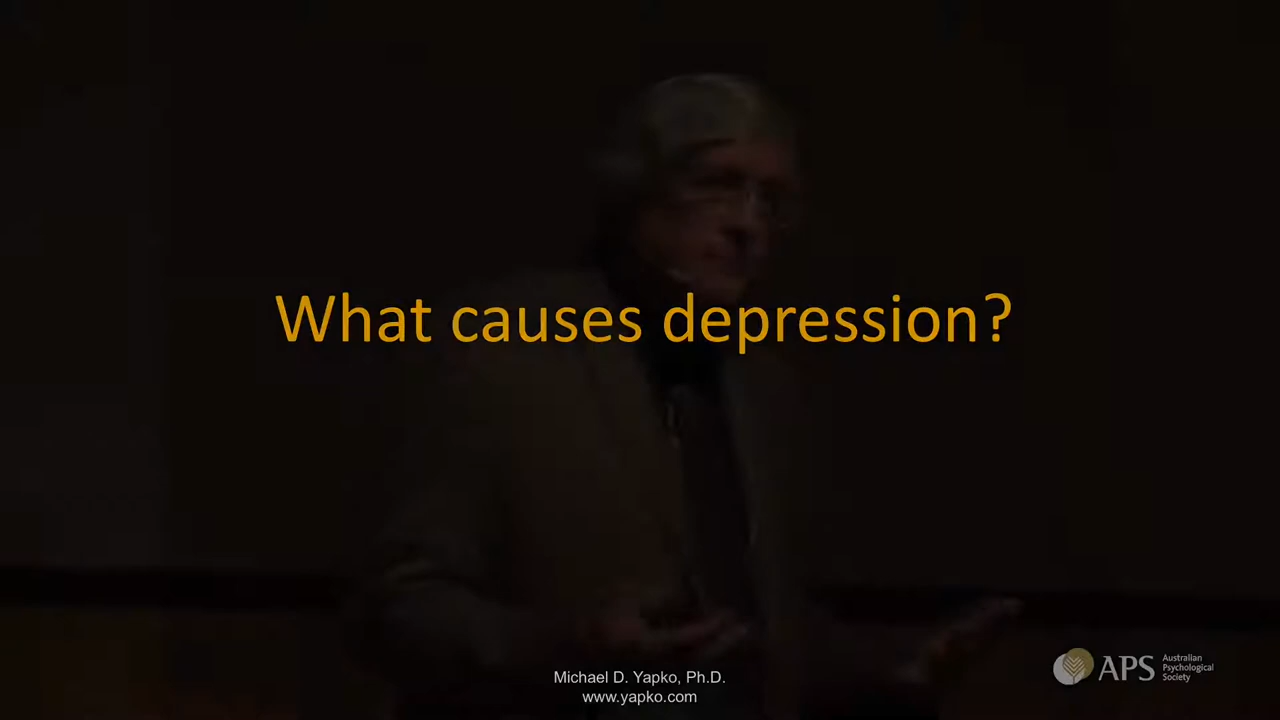 What causes depression?
Michael D. Yapko, Ph.D.
www.yapko.com
APS
Australian
Psychological
Society